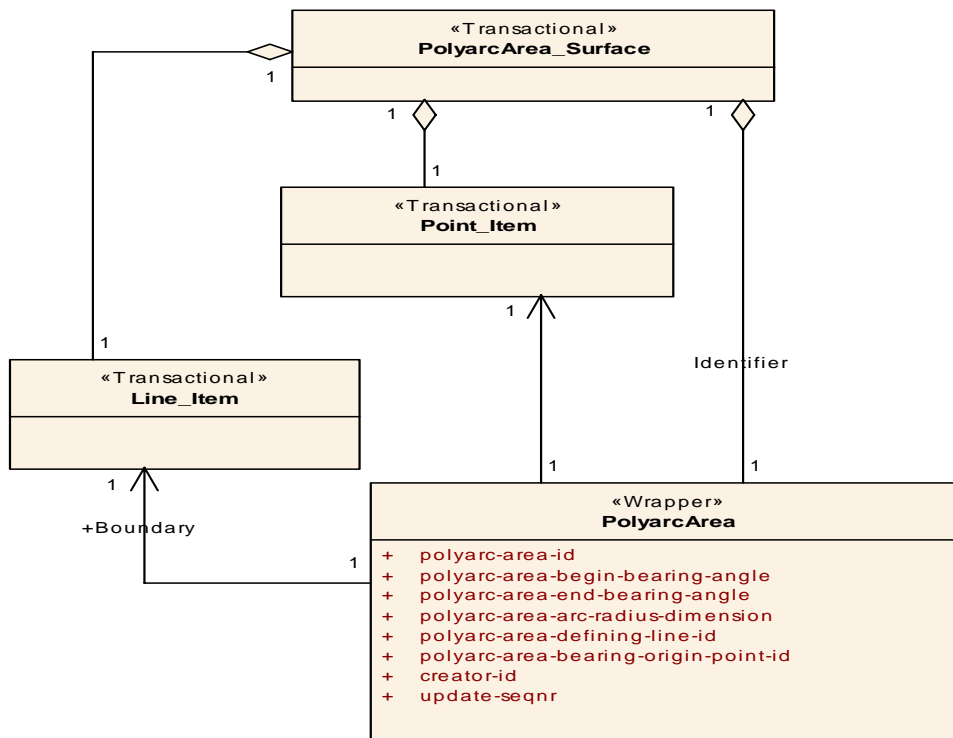 «Transactional»
PolyarcArea_Surface
1
1
1
1
«Transactional»
Point_Item
1
Identifier
1
«Transactional»
Line_Item
1
+Boundary
1
1
1
«Wrapper»
PolyarcArea
+ polyarc-area-id
+ polyarc-area-begin-bearing-angle
+ polyarc-area-end-bearing-angle
+ polyarc-area-arc-radius-dimension
+ polyarc-area-defining-line-id
+ polyarc-area-bearing-origin-point-id
+ creator-id
+ update-seqnr